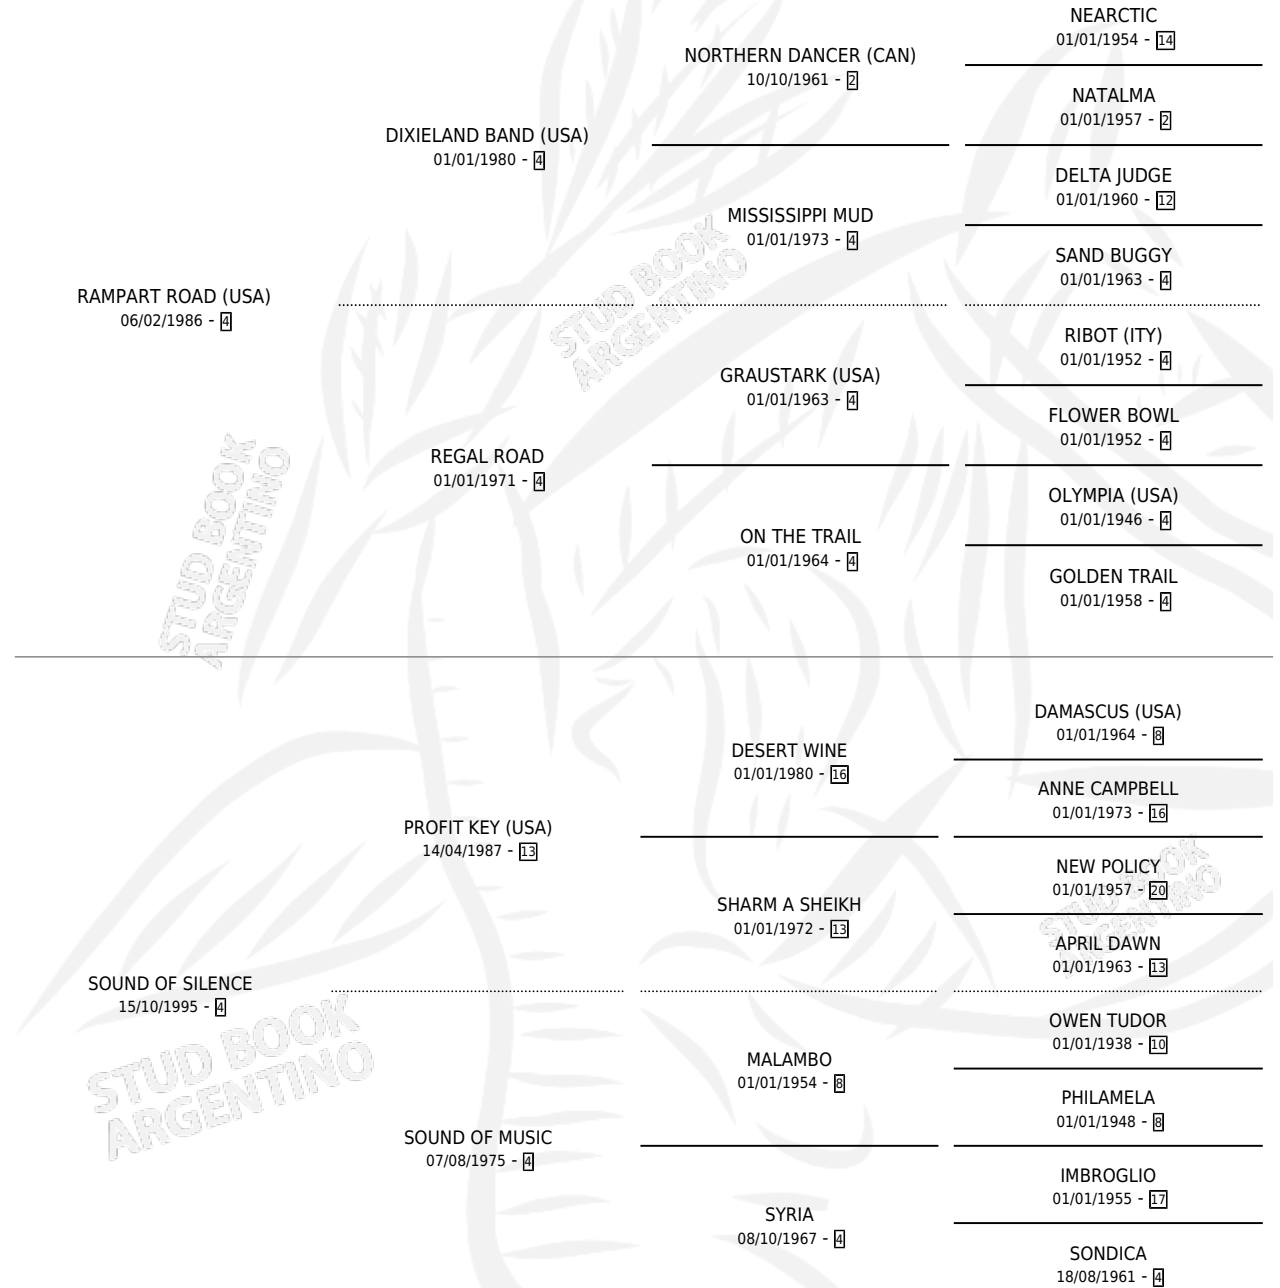 NEARCTIC
01/01/1954 - 14
NORTHERN DANCER (CAN)
10/10/1961 - 2
NATALMA
01/01/1957 - 2
DIXIELAND BAND (USA)
01/01/1980 - 4
DELTA JUDGE
01/01/1960 - 12
MISSISSIPPI MUD
01/01/1973 - 4
SAND BUGGY
01/01/1963 - 4
RAMPART ROAD (USA)
06/02/1986 - 4
RIBOT (ITY)
01/01/1952 - 4
GRAUSTARK (USA)
01/01/1963 - 4
FLOWER BOWL
01/01/1952 - 4
REGAL ROAD
01/01/1971 - 4
OLYMPIA (USA)
01/01/1946 - 4
ON THE TRAIL
01/01/1964 - 4
GOLDEN TRAIL
01/01/1958 - 4
DAMASCUS (USA)
01/01/1964 - 8
DESERT WINE
01/01/1980 - 16
ANNE CAMPBELL
01/01/1973 - 16
PROFIT KEY (USA)
14/04/1987 - 13
NEW POLICY
01/01/1957 - 20
SHARM A SHEIKH
01/01/1972 - 13
APRIL DAWN
01/01/1963 - 13
SOUND OF SILENCE
15/10/1995 - 4
OWEN TUDOR
01/01/1938 - 10
MALAMBO
01/01/1954 - 8
PHILAMELA
01/01/1948 - 8
SOUND OF MUSIC
07/08/1975 - 4
IMBROGLIO
01/01/1955 - 17
SYRIA
08/10/1967 - 4
SONDICA
18/08/1961 - 4
STUD BOOK
ARGENTINO
STUD BOOK
ARGENTINO
STUD BOOK
ARGENTINO
STUD BOOK
ARGENTINO